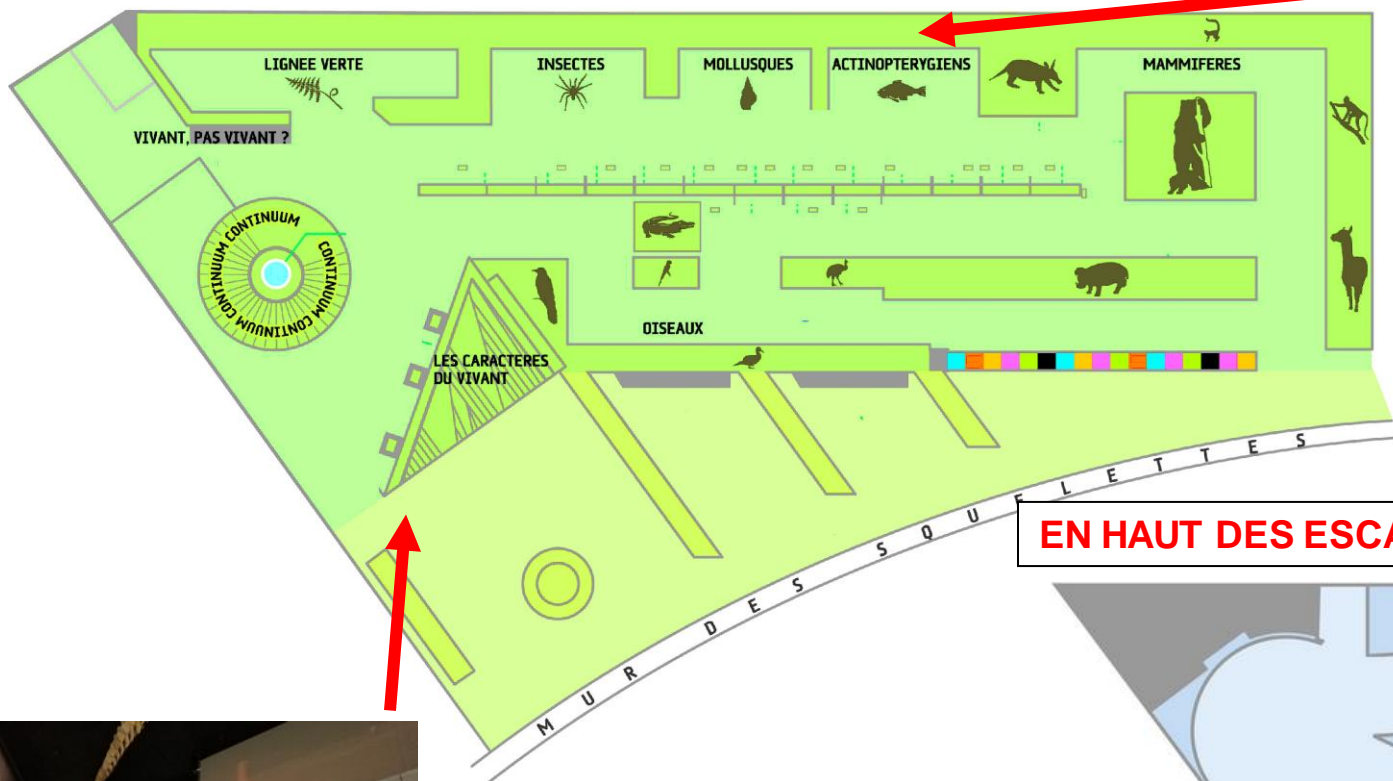 LIGNEE VERTE
INSECTES
MOLLUSQUES
ACTINOPTERYGIENS
MAMMIFERES
VIVANT, PAS VIVANT ?
CONTINUUM CONTINUUM CONTINUUM CONTINUUM
OISEAUX
LES CARACTERES
DU VIVANT
MUR DES SQUELETTES
EN HAUT DES